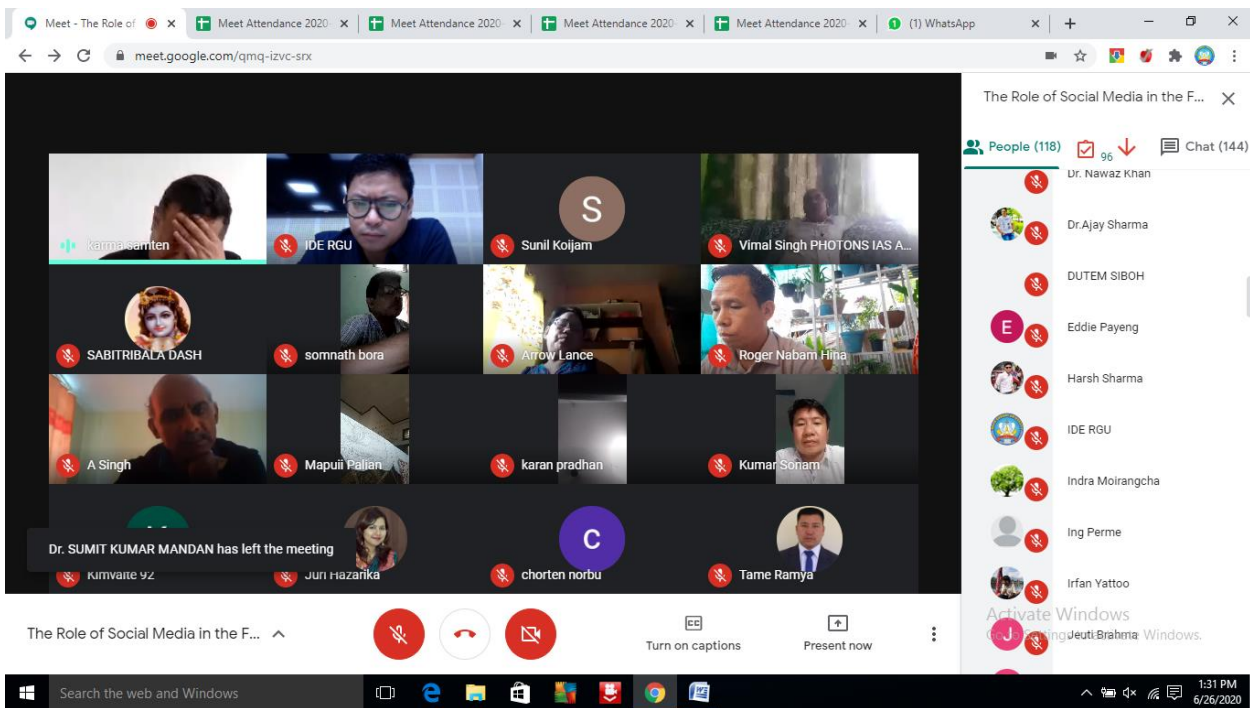 Meet - The Role of
Meet Attendance 2020-
Meet Attendance 2020-
Meet Attendance 2020-
Meet Attendance 2020-
(1) WhatsApp
meet.google.com/qmq-izvc-srx
The Role of Social Media in the F...
People (118)
96
Chat (144)
Dr. Nawaz Khan
Dr.Ajay Sharma
DUTEM SIBOH
E
Eddie Payeng
Harsh Sharma
IDE RGU
Indra Moirangcha
Ing Perme
Irfan Yattoo
J
Jeuti Brahma
karma samten
IDE RGU
S
Sunil Koijam
Vimal Singh PHOTONS IAS A...
SABITRIBALA DASH
somnath bora
Arrow Lance
Roger Nabam Hina
A Singh
Mapuii Palian
karan pradhan
Kumar Sonam
C
Dr. SUMIT KUMAR MANDAN has left the meeting
Kimvaite 92
Juri Hazarika
chorten norbu
Tame Ramya
The Role of Social Media in the F...
CC
Turn on captions
Present now
Activate Windows
Go to Settings Windows.
Search the web and Windows
1:31 PM
6/26/2020